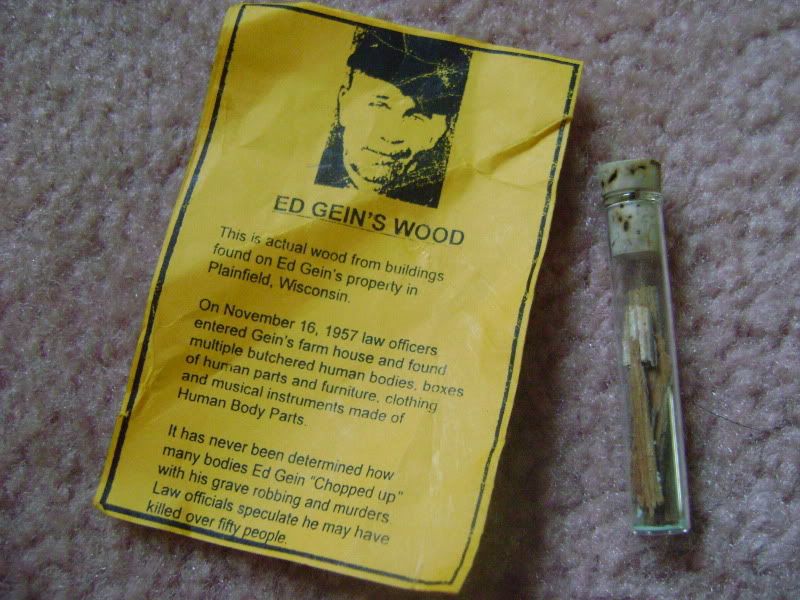 ED GEIN'S WOOD
This is actual wood from buildings
found on Ed Gein's property in
Plainfield, Wisconsin.
On November 16, 1957 law officers
entered Gein's farm house and found
multiple butchered human bodies, boxes
of human parts and furniture, clothing
and musical instruments made of
Human Body Parts.
It has never been determined how
many bodies Ed Gein "Chopped up"
with his grave robbing and murders.
Law officials speculate he may have
killed over fifty people.